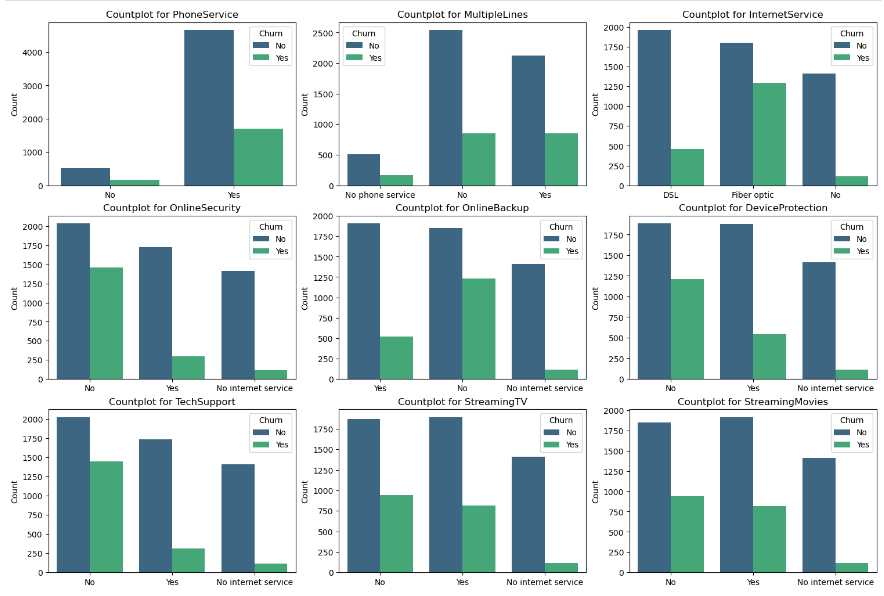 Countplot for PhoneService
Count
4000
3000
2000
1000
0
No
Yes
Churn
No
Yes
Countplot for MultipleLines
Count
2500
2000
1500
1000
500
0
No phone service
No
Yes
Churn
No
Yes
Countplot for InternetService
Count
2000
1750
1500
1250
1000
750
500
250
0
DSL
Fiber optic
No
Churn
No
Yes
Countplot for OnlineSecurity
Count
2000
1750
1500
1250
1000
750
500
250
0
No
Yes
No internet service
Churn
No
Yes
Countplot for OnlineBackup
Count
2000
1750
1500
1250
1000
750
500
250
0
Yes
No
No internet service
Churn
No
Yes
Countplot for DeviceProtection
Count
1750
1500
1250
1000
750
500
250
0
No
Yes
No internet service
Churn
No
Yes
Countplot for TechSupport
Count
2000
1750
1500
1250
1000
750
500
250
0
No
Yes
No internet service
Churn
No
Yes
Countplot for StreamingTV
Count
1750
1500
1250
1000
750
500
250
0
No
Yes
No internet service
Churn
No
Yes
Countplot for StreamingMovies
Count
2000
1750
1500
1250
1000
750
500
250
0
No
Yes
No internet service
Churn
No
Yes